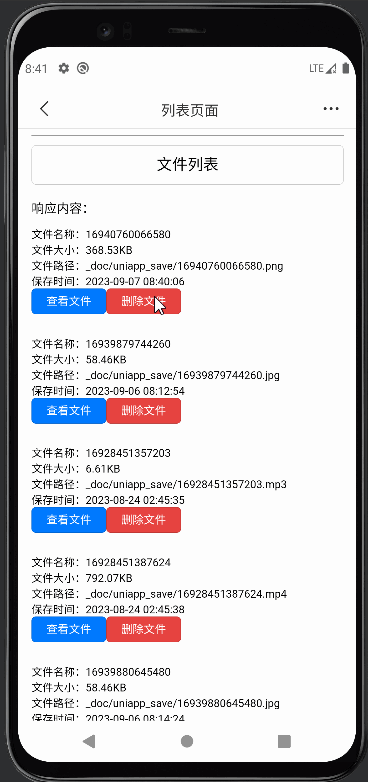 8:41
LTE
列表页面
文件列表
响应内容：
文件名称：16940760066580
文件大小：368.53KB
文件路径：_doc/uniapp_save/16940760066580.png
保存时间：2023-09-07 08:40:06
查看文件 删除文件
文件名称：16939879744260
文件大小：58.46KB
文件路径：_doc/uniapp_save/16939879744260.jpg
保存时间：2023-09-06 08:12:54
查看文件 删除文件
文件名称：16928451357203
文件大小：6.61KB
文件路径：_doc/uniapp_save/16928451357203.mp3
保存时间：2023-08-24 02:45:35
查看文件 删除文件
文件名称：16928451387624
文件大小：792.07KB
文件路径：_doc/uniapp_save/16928451387624.mp4
保存时间：2023-08-24 02:45:38
查看文件 删除文件
文件名称：16939880645480
文件大小：58.46KB
文件路径：_doc/uniapp_save/16939880645480.jpg
保存时间：2023-09-06 08:14:24